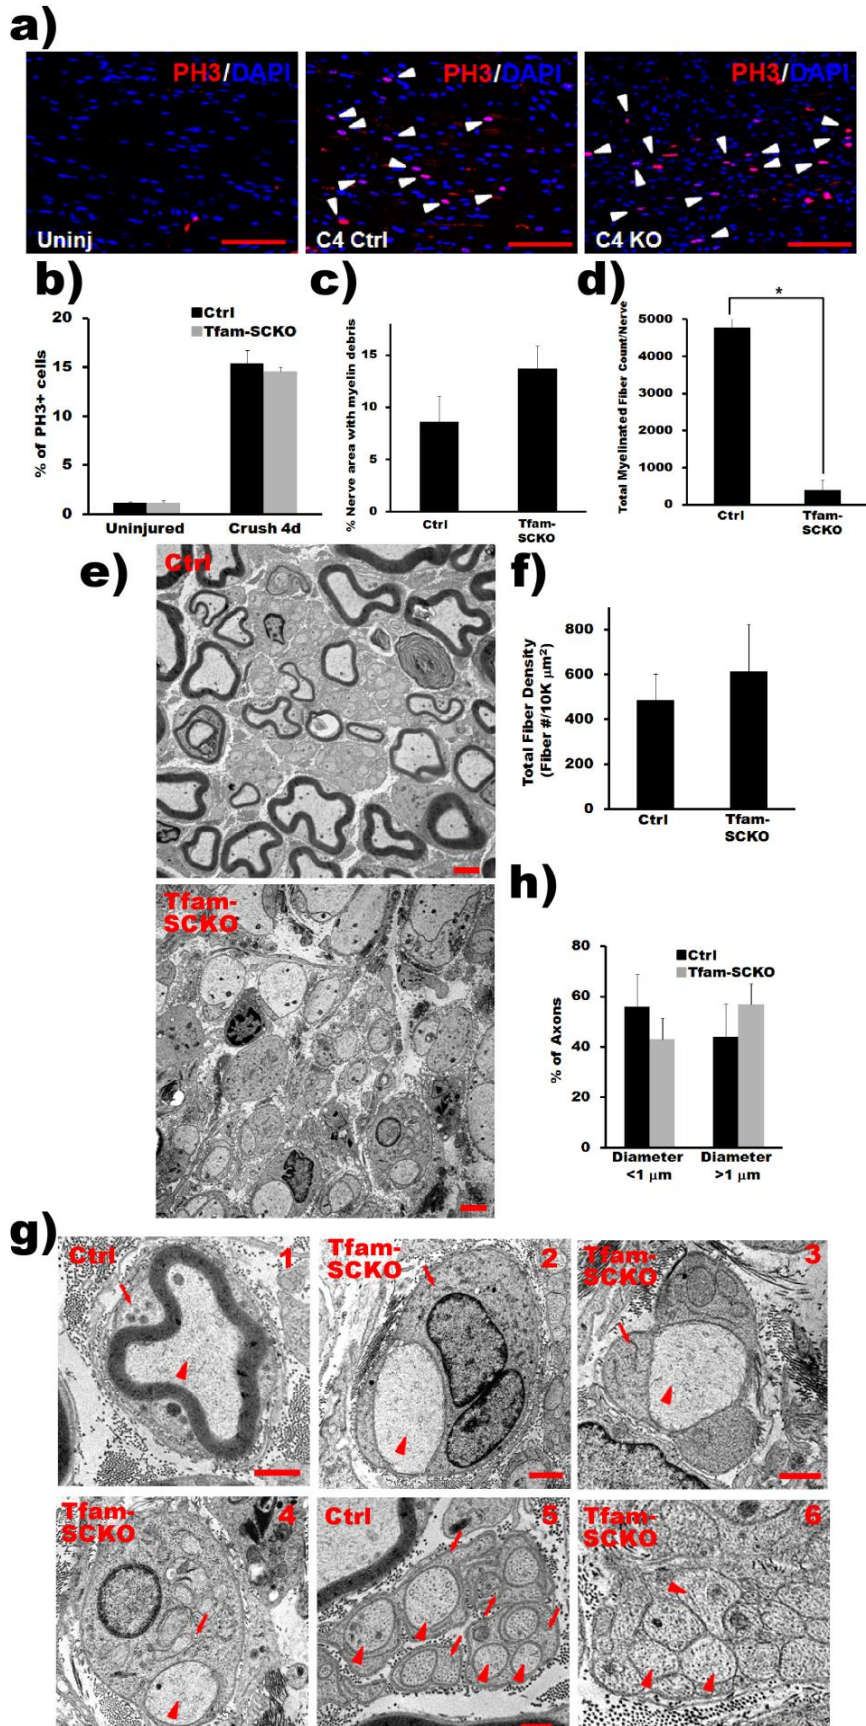 a)
PH3/DAPI
PH3/DAPI
PH3/DAPI
Uninj
C4 Ctrl
C4 KO
b)
% of PH3+ cells
20
15
10
5
0
Ctrl
Tfam-SCKO
Uninjured
Crush 4d
c)
% Nerve area with myelin debris
15
10
5
0
Ctrl
Tfam-
SCKO
d)
Total Myelinated Fiber Count/Nerve
5000
4000
3000
2000
1000
0
*
Ctrl
Tfam-
SCKO
e)
Ctrl
Tfam-
SCKO
f)
Total Fiber Density
(Fiber #/10K µm²)
800
600
400
200
0
Ctrl
Tfam-
SCKO
h)
% of Axons
80
60
40
20
0
Ctrl
Tfam-SCKO
Diameter
<1 µm
Diameter
>1 µm
g)
Ctrl
1
Tfam-
SCKO
2
Tfam-
SCKO
3
Tfam-
SCKO
4
Ctrl
5
Tfam-
SCKO
6